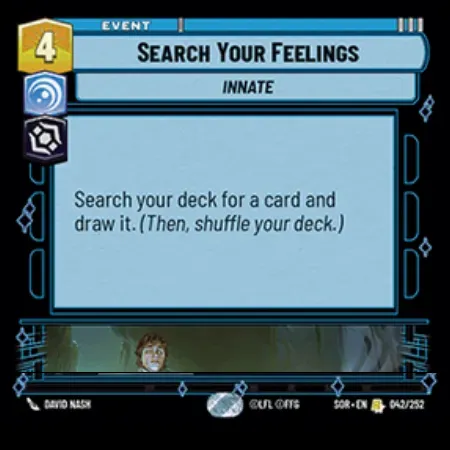 EVENT
4
SEARCH YOUR FEELINGS
INNATE
Search your deck for a card and
draw it. (Then, shuffle your deck.)
DAVID NASH
©LFL ©FFG
SOR • EN
042/252